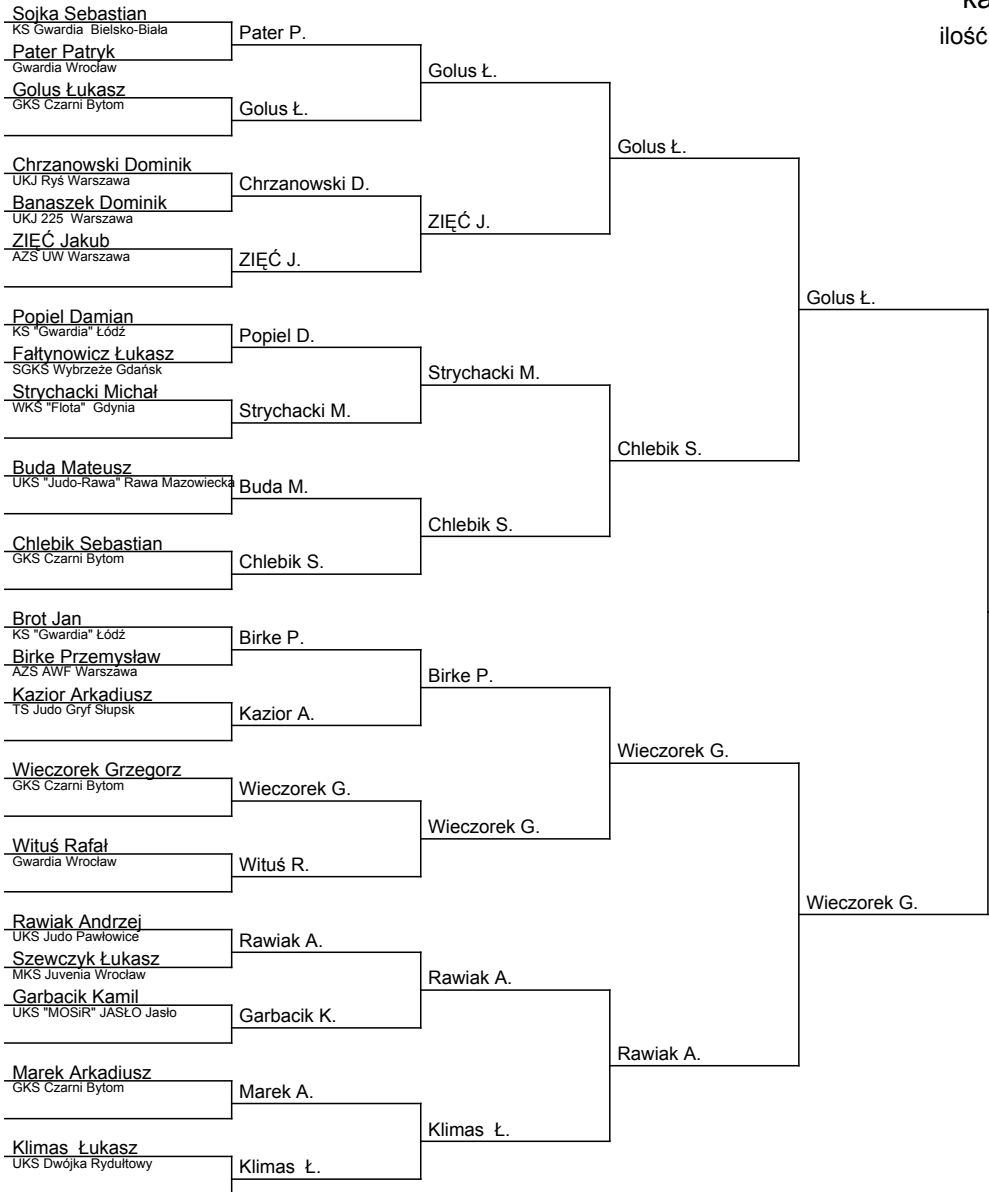 ka
ilość
Sojka Sebastian
KS Gwardia Bielsko-Biała
Pater Patryk
Gwardia Wrocław
Golus Łukasz
GKS Czarni Bytom
Chrzanowski Dominik
UKJ Ryś Warszawa
Banaszek Dominik
UKJ 225 Warszawa
ZIĘĆ Jakub
AZS UW Warszawa
Popiel Damian
KS "Gwardia" Łódź
Fałtynowicz Łukasz
SGKS Wybrzeże Gdańsk
Strychacki Michał
WKS "Flota" Gdynia
Buda Mateusz
UKS "Judo-Rawa" Rawa Mazowiecka
Chlebik Sebastian
GKS Czarni Bytom
Brot Jan
KS "Gwardia" Łódź
Birke Przemysław
AZS AWF Warszawa
Kazior Arkadiusz
TS Judo Gryf Słupsk
Wieczorek Grzegorz
GKS Czarni Bytom
Wituś Rafał
Gwardia Wrocław
Rawiak Andrzej
UKS Judo Pawłowice
Szewczyk Łukasz
MKS Juvenia Wrocław
Garbacik Kamil
UKS "MOSiR" JASŁO Jasło
Marek Arkadiusz
GKS Czarni Bytom
Klimas Łukasz
UKS Dwójka Rydułtowy
Pater P.
Golus Ł.
Chrzanowski D.
ZIĘĆ J.
Popiel D.
Strychacki M.
Buda M.
Chlebik S.
Birke P.
Kazior A.
Wieczorek G.
Wituś R.
Rawiak A.
Garbacik K.
Marek A.
Klimas Ł.
Golus Ł.
ZIĘĆ J.
Strychacki M.
Chlebik S.
Birke P.
Wieczorek G.
Rawiak A.
Klimas Ł.
Golus Ł.
Chlebik S.
Wieczorek G.
Rawiak A.
Golus Ł.
Wieczorek G.